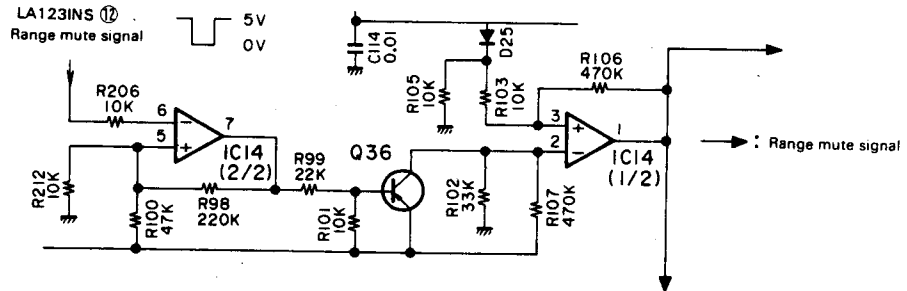 LA123INS ⑫
Range mute signal
5V
0V
R206
10K
6
5
7
IC14
(2/2)
R212
10K
R100
47K
R98
220K
R99
22K
R101
10K
Q36
C114
0.01
D25
R105
10K
R103
10K
R106
470K
3
2
1
IC14
(1/2)
R102
33K
R107
470K
: Range mute signal